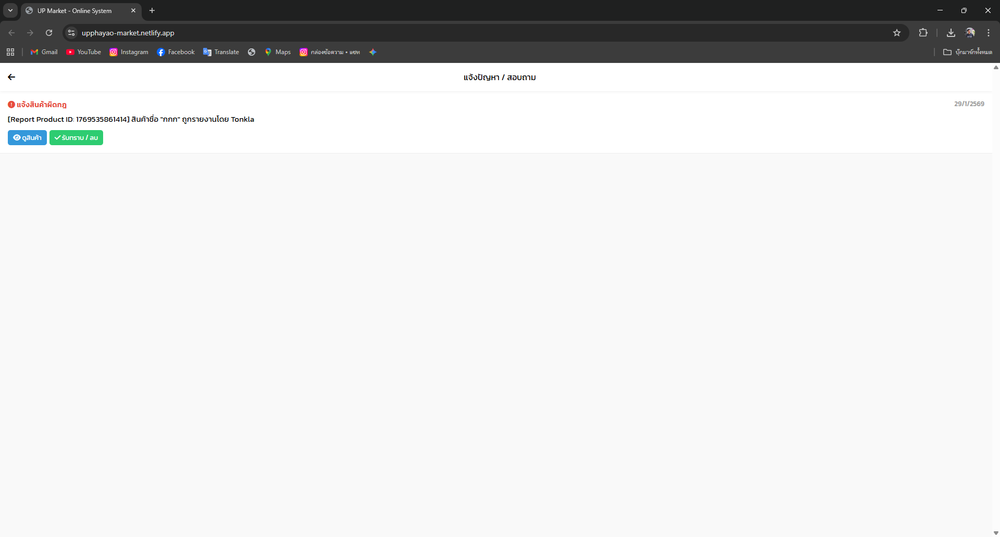 UP Market - Online System
upphayao-market.netlify.app
Gmail YouTube Instagram Facebook Translate Maps กล่องข้อความ • แชท บุ๊กมาร์กทั้งหมด
แจ้งปัญหา / สอบถาม
แจ้งสินค้าผิดกฎ 29/1/2569
[Report Product ID: 1769535861414] สินค้าชื่อ "กกก" ถูกรายงานโดย Tonkla
ดูสินค้า รับทราบ / ลบ